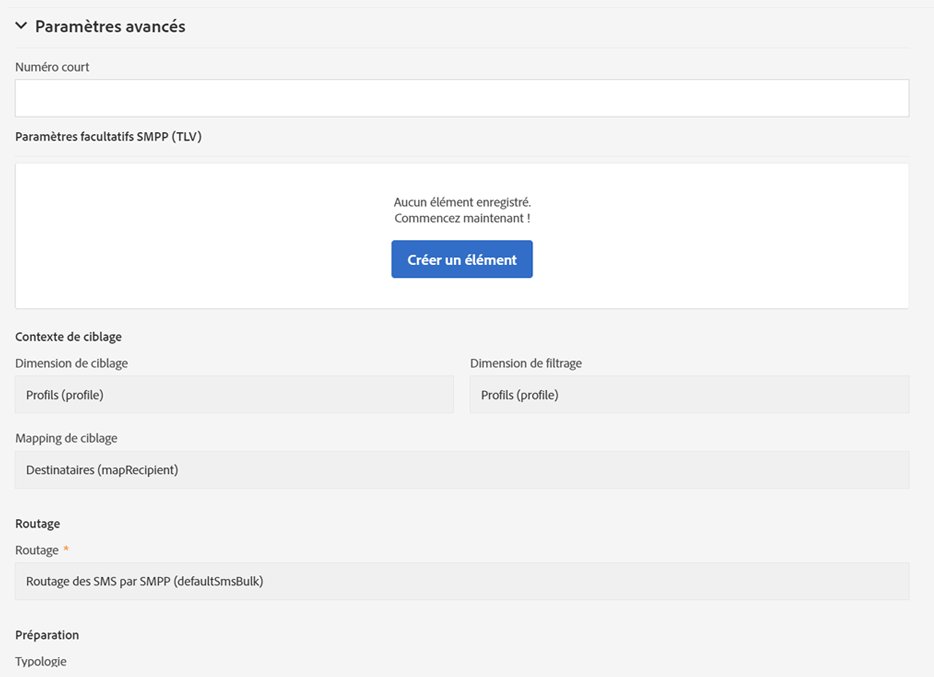 Paramètres avancés
Numéro court
Paramètres facultatifs SMPP (TLV)
Aucun élément enregistré.
Commencez maintenant !
Créer un élément
Contexte de ciblage
Dimension de ciblage
Dimension de filtrage
Profils (profile)
Profils (profile)
Mapping de ciblage
Destinataires (mapRecipient)
Routage
Routage *
Routage des SMS par SMPP (defaultSmsBulk)
Préparation
Typologie